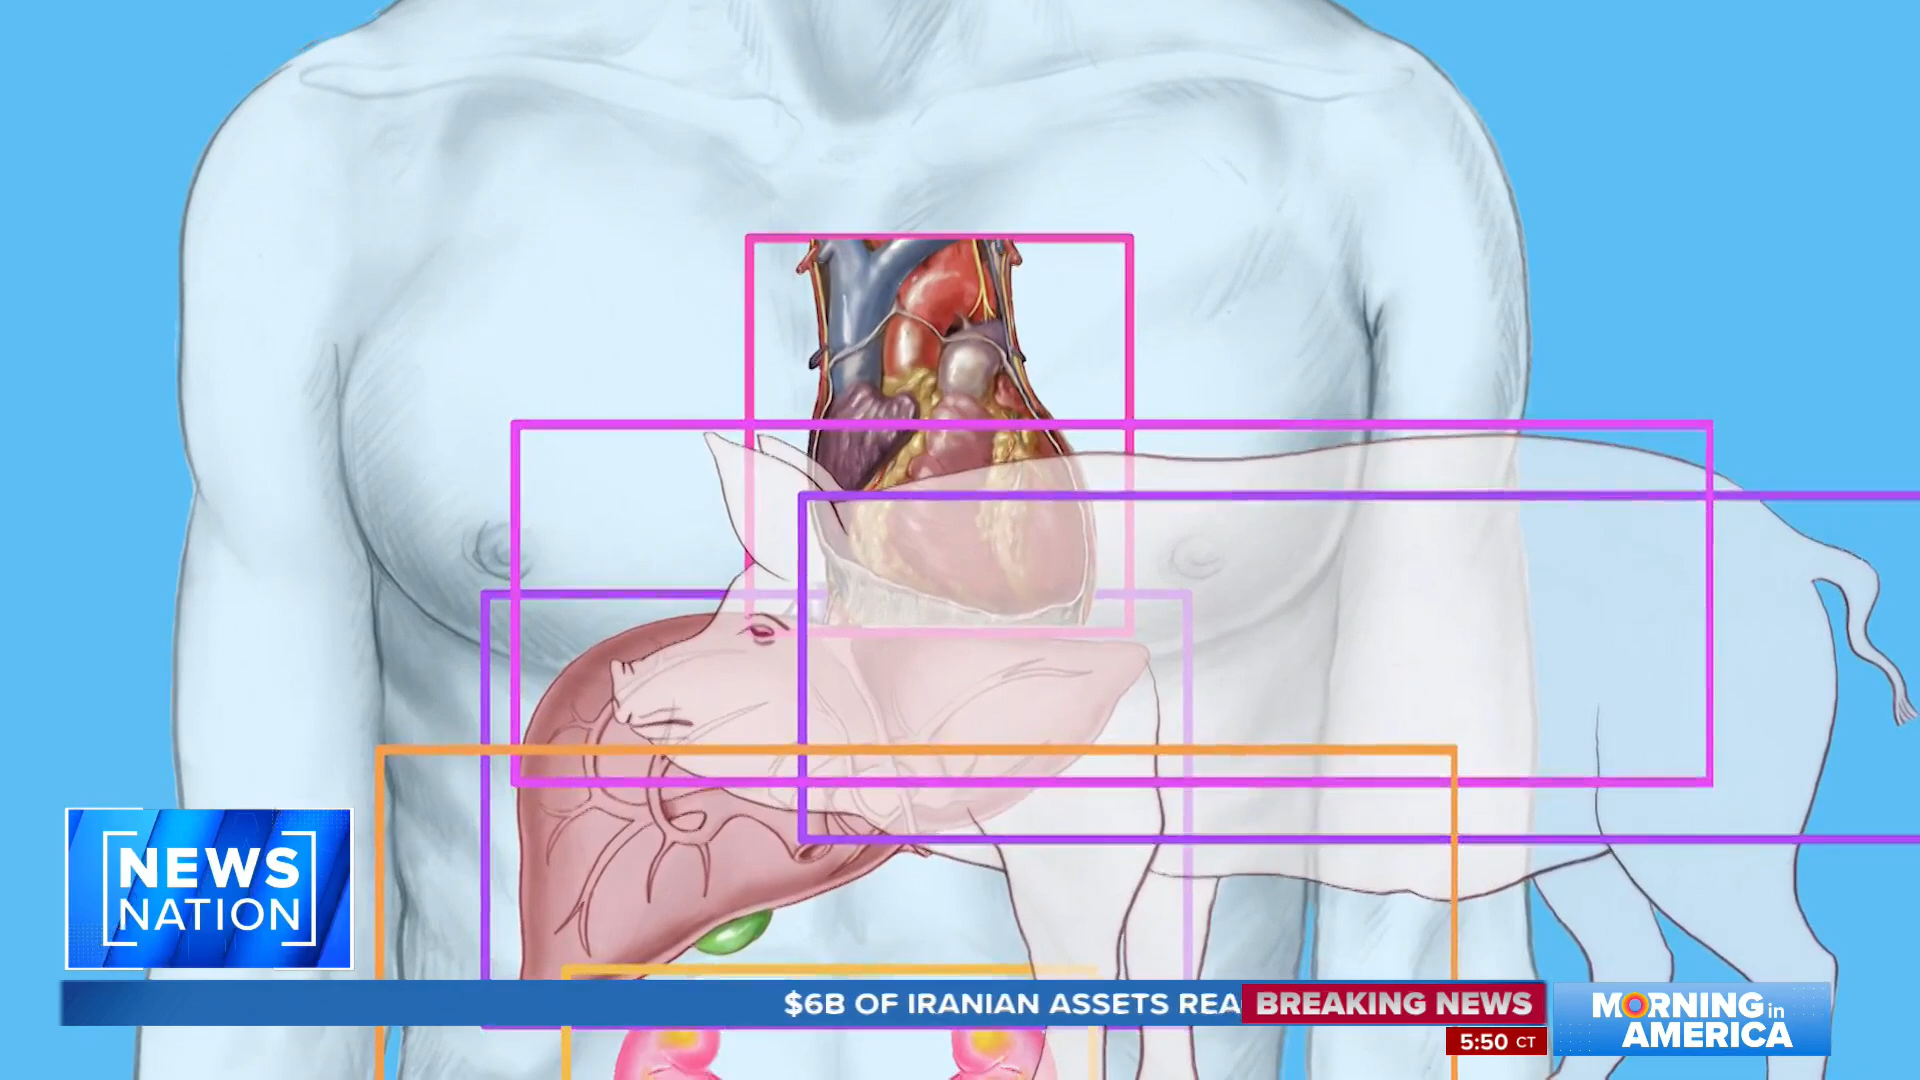 NEWS
NATION
$6B OF IRANIAN ASSETS REA
BREAKING NEWS
5:50 CT
MORNING in
AMERICA